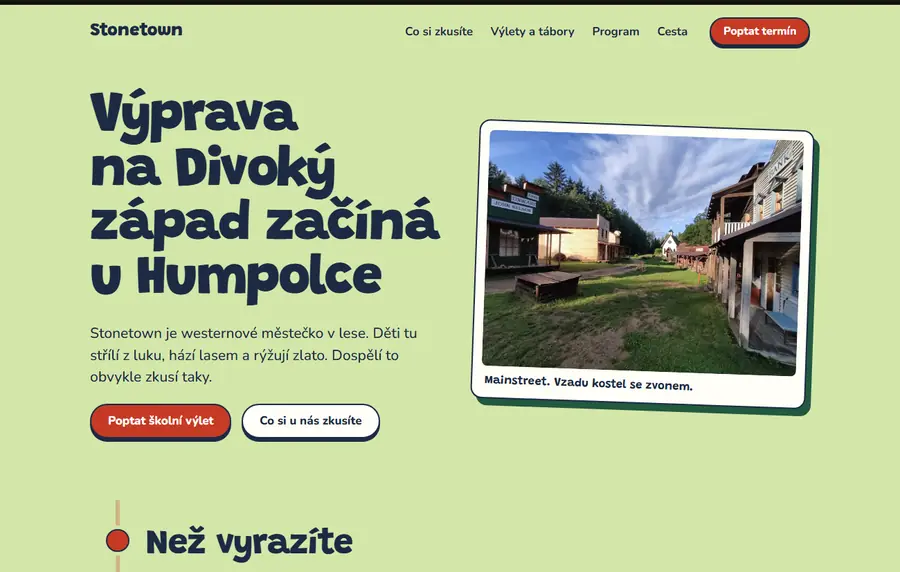 Stonetown
Co si zkusíte
Výlety a tábory
Program
Cesta
Poptat termín
Výprava
na Divoký
západ začíná
u Humpolce
Stonetown je westernové městečko v lese. Děti tu
střílí z luku, hází lasem a rýžují zlato. Dospělí to
obvykle zkusí taky.
Poptat školní výlet
Co si u nás zkusíte
BANK
Mainstreet. Vzadu kostel se zvonem.
Než vyrazíte